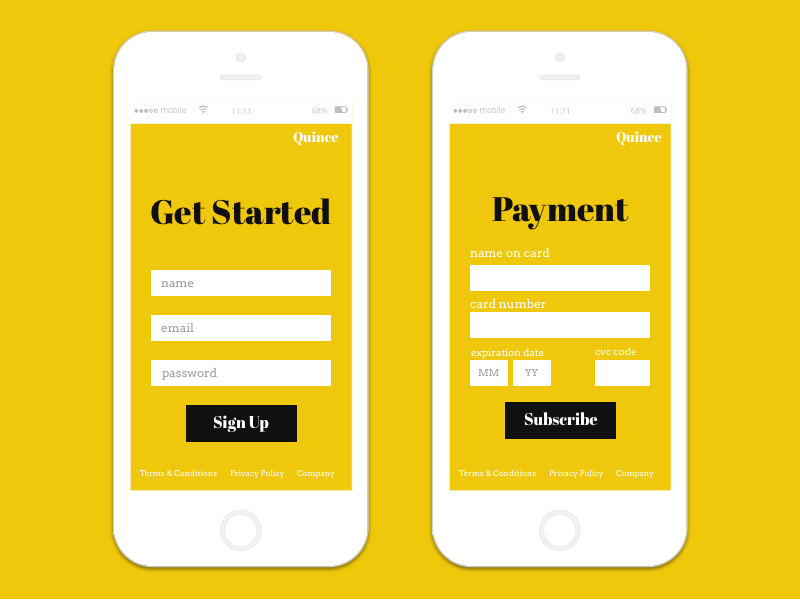 mobile 11:11 68%
Quince
Get Started
name
email
password
Sign Up
Terms & Conditions Privacy Policy Company
mobile 11:11 68%
Quince
Payment
name on card
card number
expiration date cvc code
MM YY
Subscribe
Terms & Conditions Privacy Policy Company